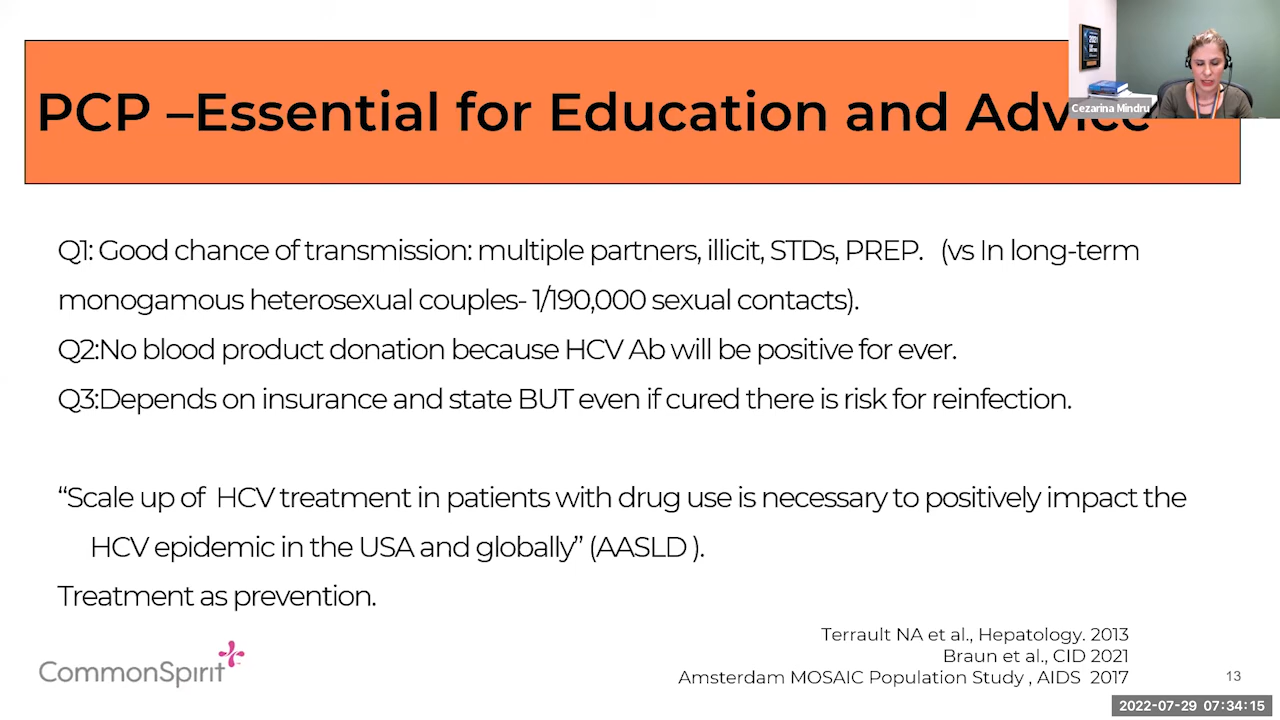 PCP –Essential for Education and Advice
Cezarina Mindru
Q1: Good chance of transmission: multiple partners, illicit, STDs, PREP.   (vs In long-term
monogamous heterosexual couples- 1/190,000 sexual contacts).
Q2:No blood product donation because HCV Ab will be positive for ever.
Q3:Depends on insurance and state BUT even if cured there is risk for reinfection.
“Scale up of  HCV treatment in patients with drug use is necessary to positively impact the
HCV epidemic in the USA and globally” (AASLD ).
Treatment as prevention.
Terrault NA et al., Hepatology. 2013
Braun et al., CID 2021
Amsterdam MOSAIC Population Study , AIDS  2017
CommonSpirit
13
2022-07-29  07:34:15